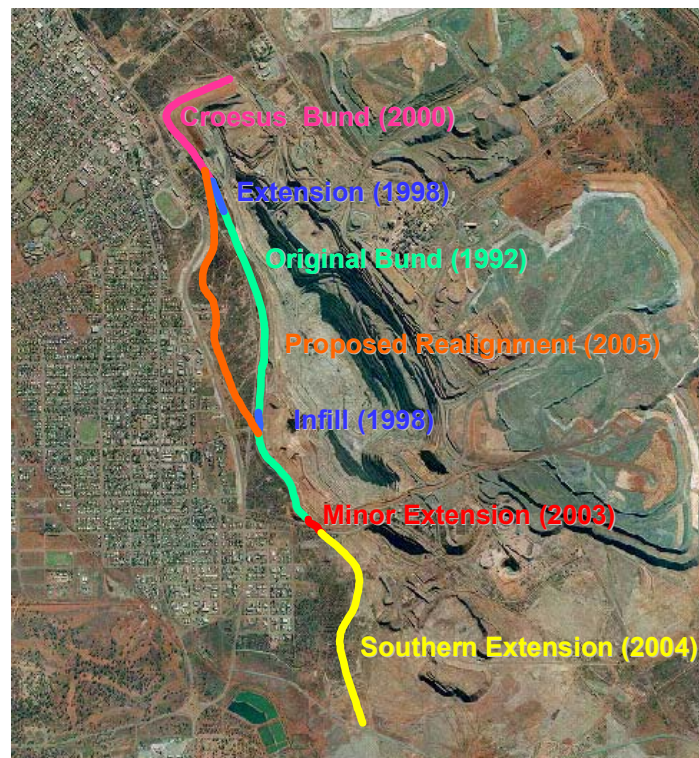 Croesus  Bund (2000)
Extension (1998)
Original Bund (1992)
Proposed Realignment (2005)
Infill (1998)
Minor Extension (2003)
Southern Extension (2004)